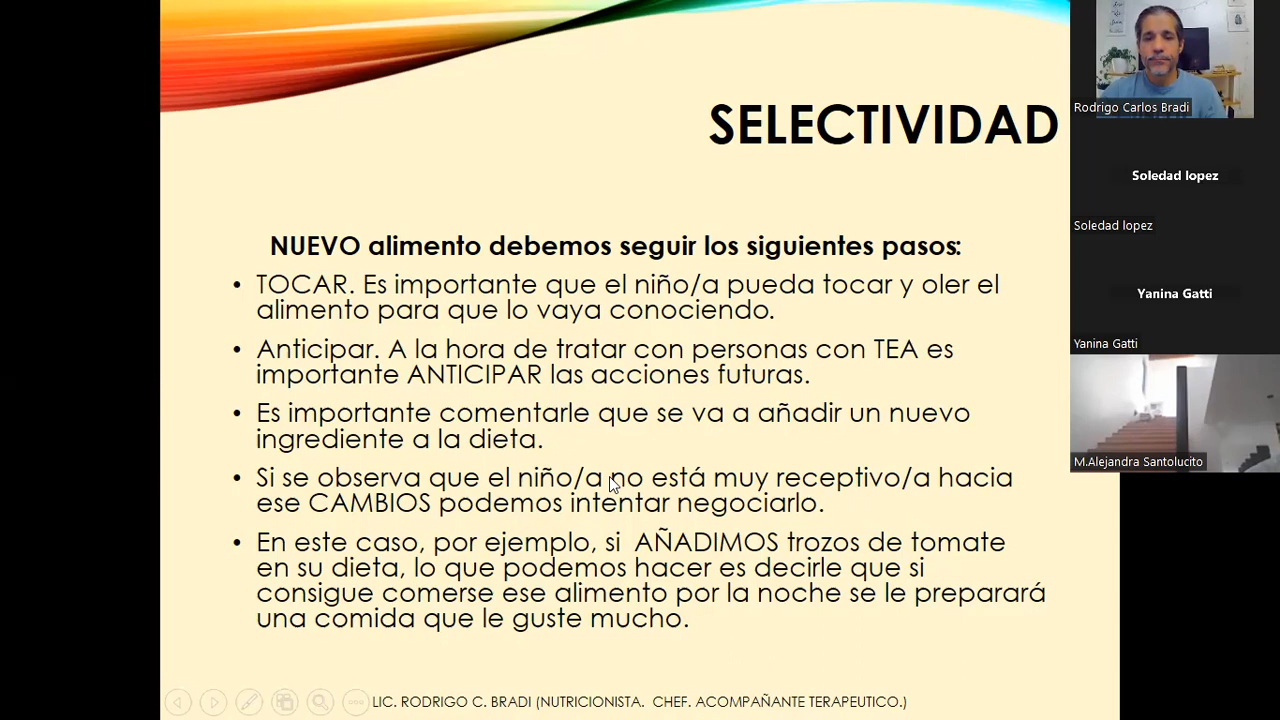 SELECTIVIDAD
NUEVO alimento debemos seguir los siguientes pasos:
• TOCAR. Es importante que el niño/a pueda tocar y oler el
alimento para que lo vaya conociendo.
• Anticipar. A la hora de tratar con personas con TEA es
importante ANTICIPAR las acciones futuras.
• Es importante comentarle que se va a añadir un nuevo
ingrediente a la dieta.
• Si se observa que el niño/a no está muy receptivo/a hacia
ese CAMBIOS podemos intentar negociarlo.
• En este caso, por ejemplo, si AÑADIMOS trozos de tomate
en su dieta, lo que podemos hacer es decirle que si
consigue comerse ese alimento por la noche se le preparará
una comida que le guste mucho.
LIC. RODRIGO C. BRADI (NUTRICIONISTA. CHEF. ACOMPAÑANTE TERAPEUTICO.)
Rodrigo Carlos Bradi
Soledad lopez
Soledad lopez
Yanina Gatti
Yanina Gatti
M.Alejandra Santolucito